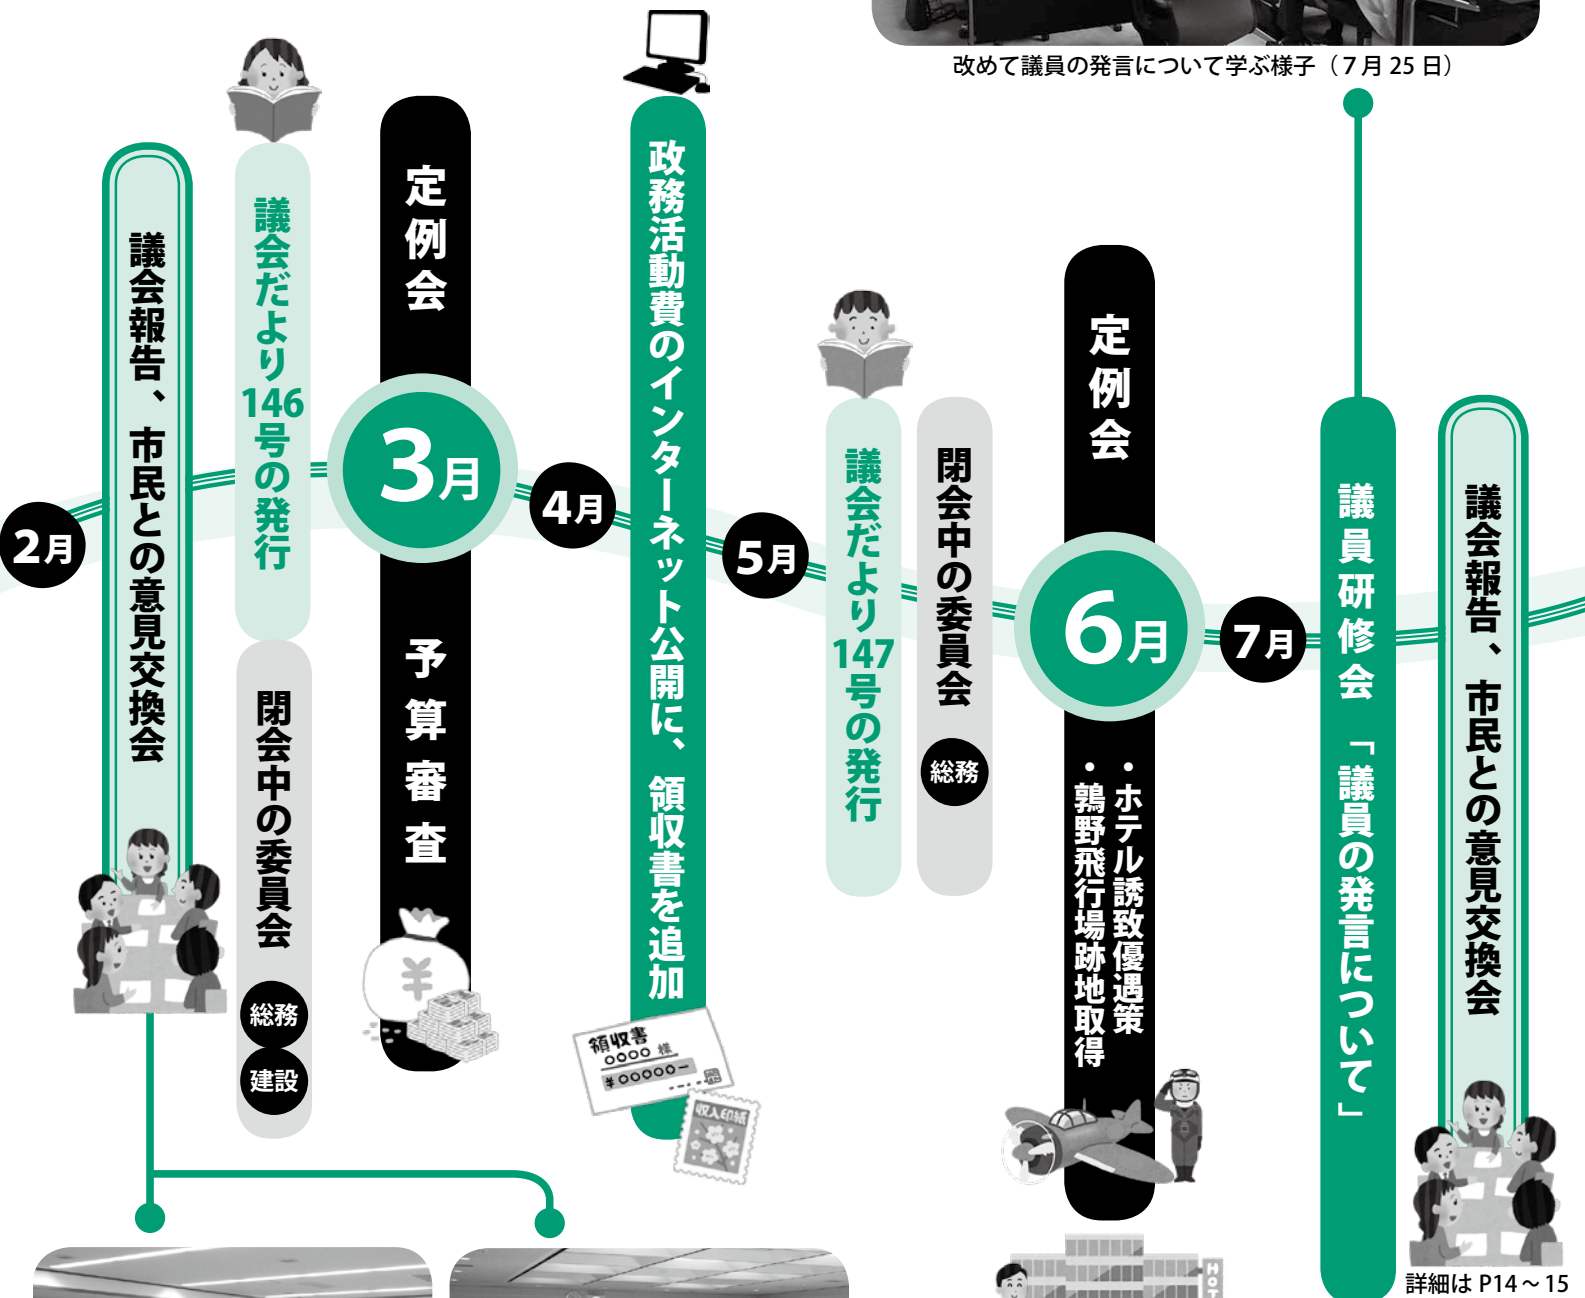 改めて議員の発言について学ぶ様子（７月 25 日）
2月
議会報告、市民との意見交換会
議会だより146号の発行
閉会中の委員会
総務
建設
定例会
3月
予算審査
¥
4月
政務活動費のインターネット公開に、領収書を追加
領収書
○○○○ 様
¥○○○○○−
収入印紙
5月
議会だより147号の発行
閉会中の委員会
総務
定例会
6月
・ホテル誘致優遇策
・鶉野飛行場跡地取得
HOT
7月
議員研修会 「議員の発言について」
議会報告、市民との意見交換会
詳細は P14～15